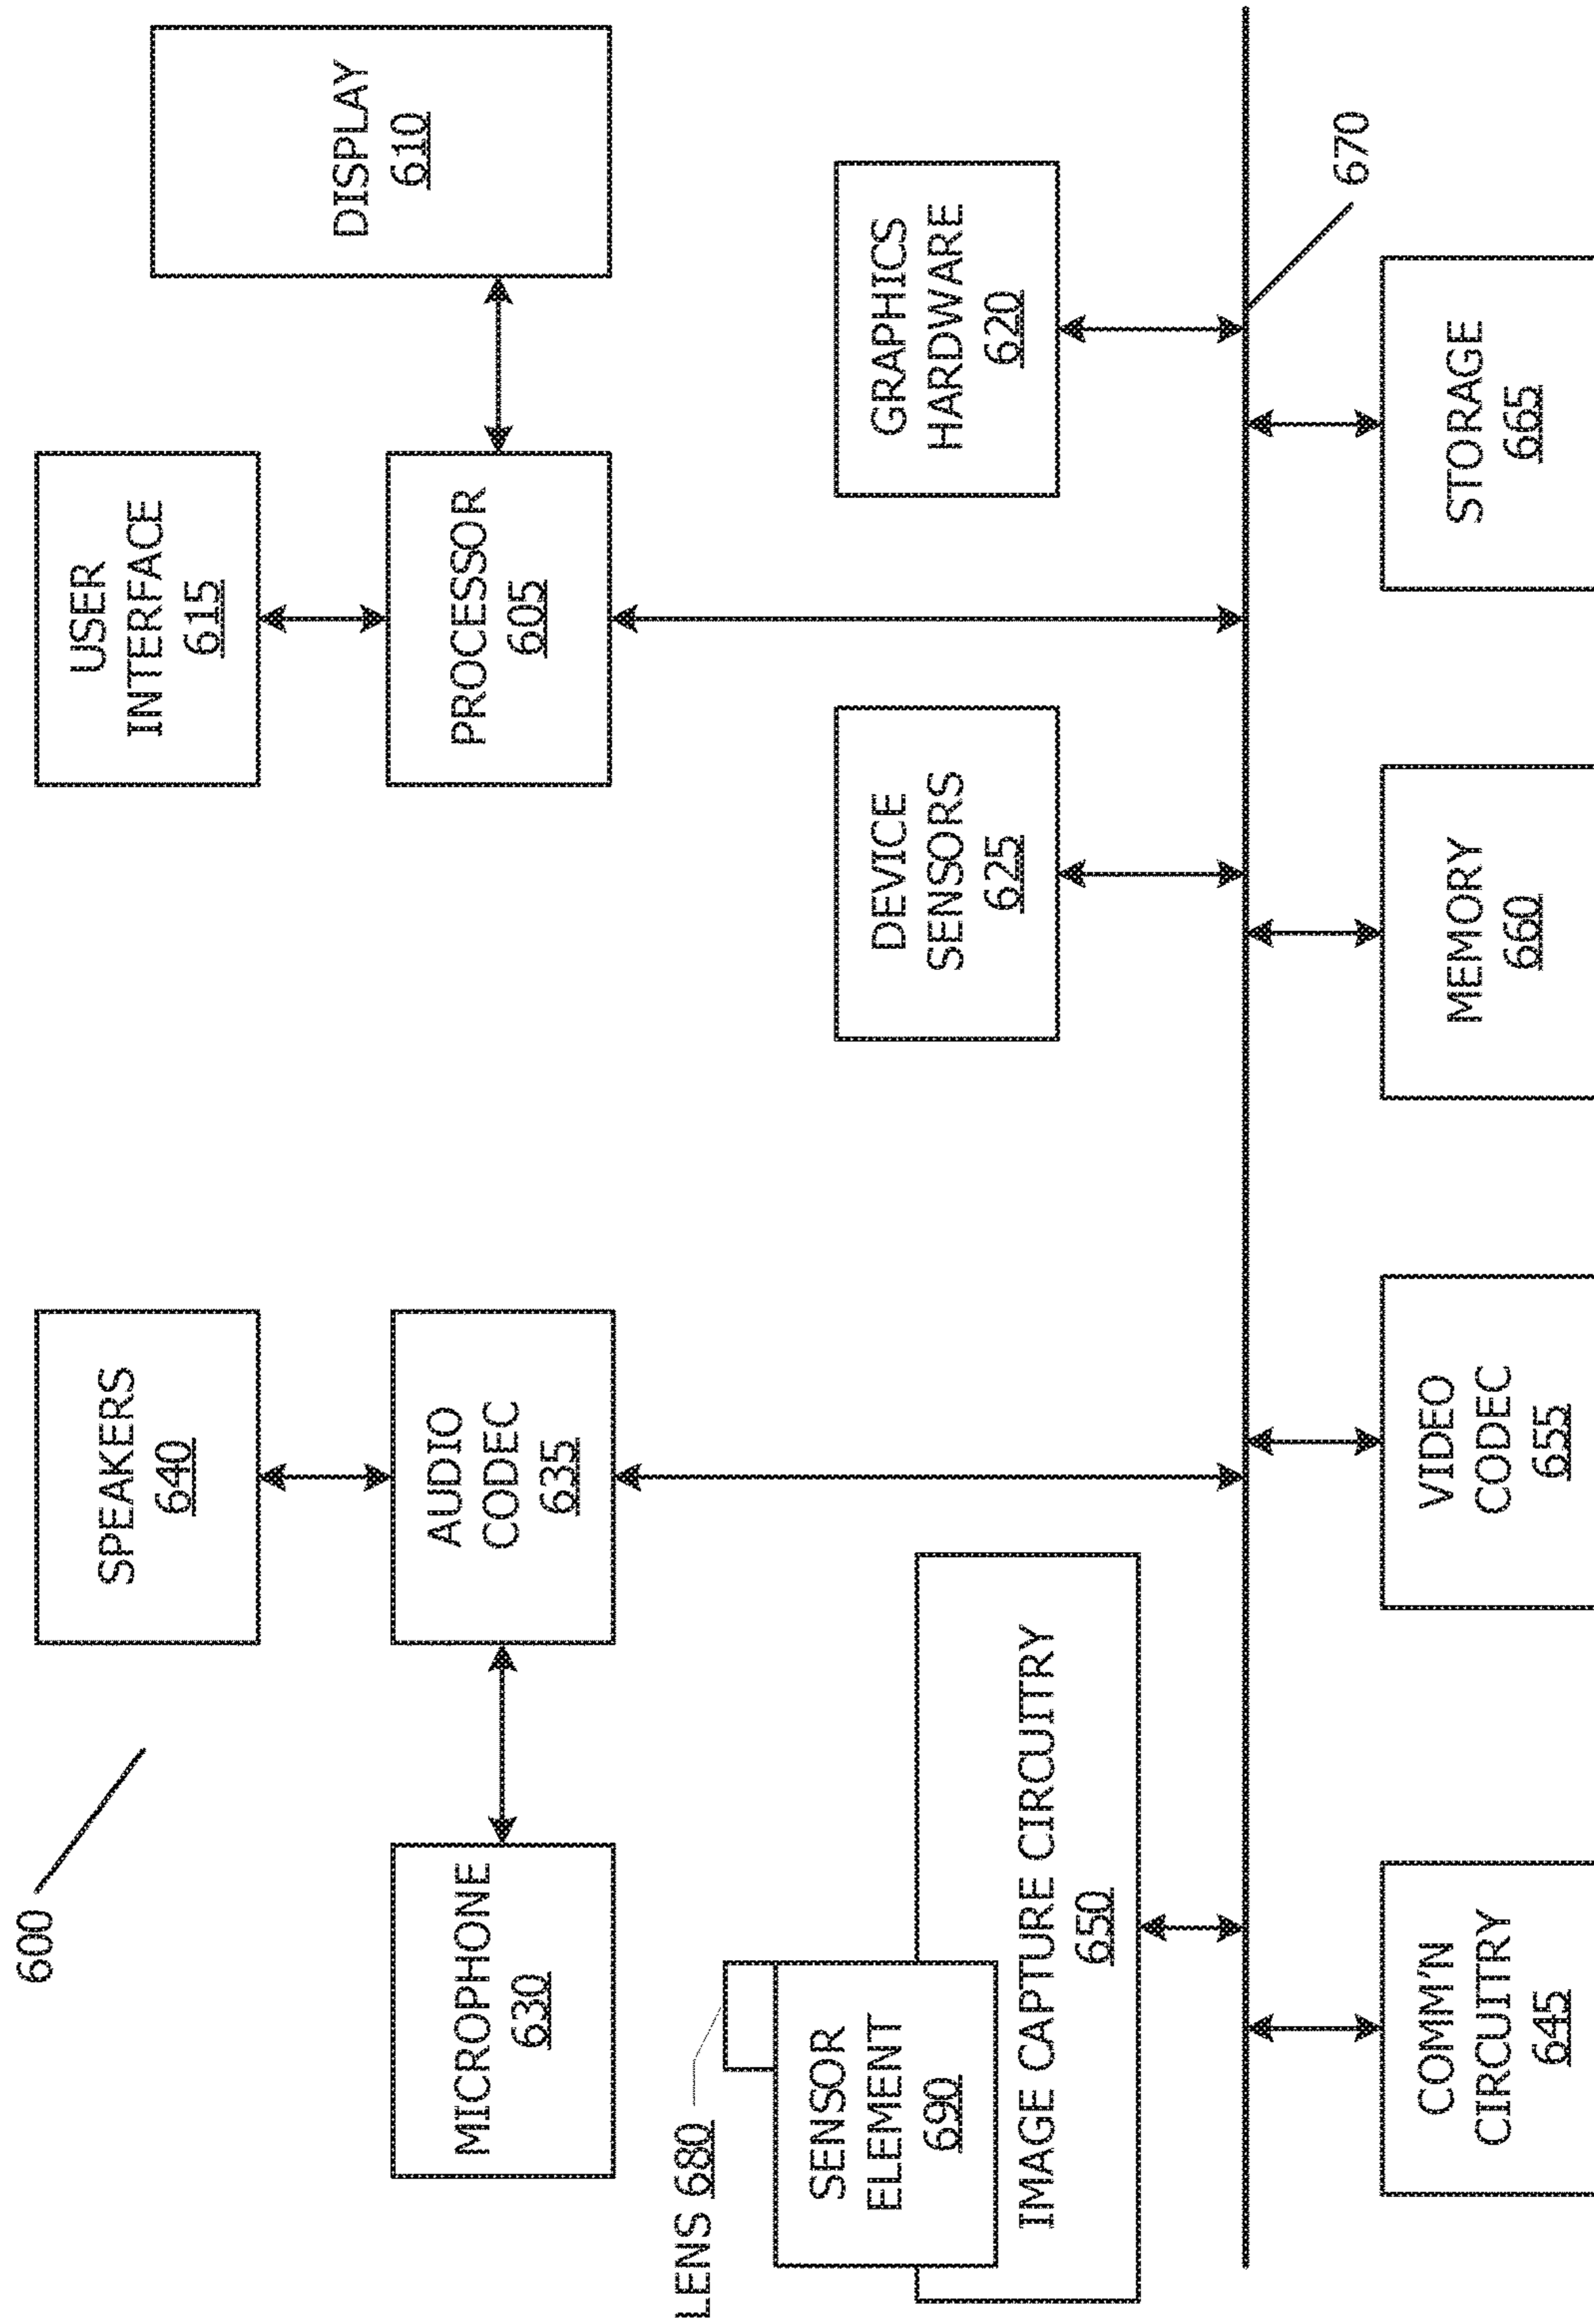 600
SPEAKERS
640
USER
INTERFACE
615
DISPLAY
610
MICROPHONE
630
AUDIO
CODEC
635
PROCESSOR
605
LENS 680
SENSOR
ELEMENT
690
IMAGE CAPTURE CIRCUITRY
650
DEVICE
SENSORS
625
GRAPHICS
HARDWARE
620
670
COMM'N
CIRCUITRY
645
VIDEO
CODEC
655
MEMORY
660
STORAGE
665